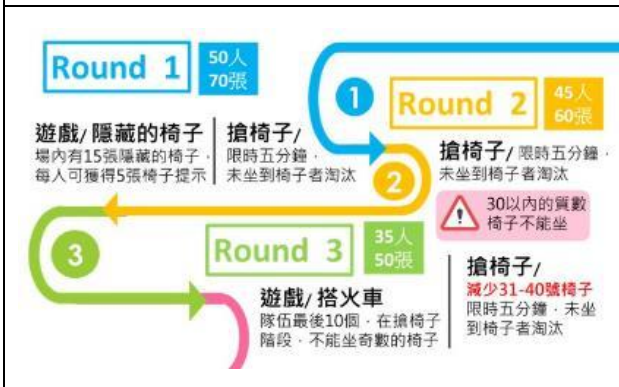 Round 1
50人
70張
遊戲/ 隱藏的椅子
場內有15張隱藏的椅子，
每人可獲得5張椅子提示
搶椅子/
限時五分鐘，
未坐到椅子者淘汰
1
Round 2
45人
60張
搶椅子/ 限時五分鐘，
未坐到椅子者淘汰
30以內的質數
椅子不能坐
2
3
Round 3
35人
50張
遊戲/ 搭火車
隊伍最後10個，在搶椅子
階段，不能坐奇數的椅子
搶椅子/
減少31-40號椅子
限時五分鐘，未坐
到椅子者淘汰